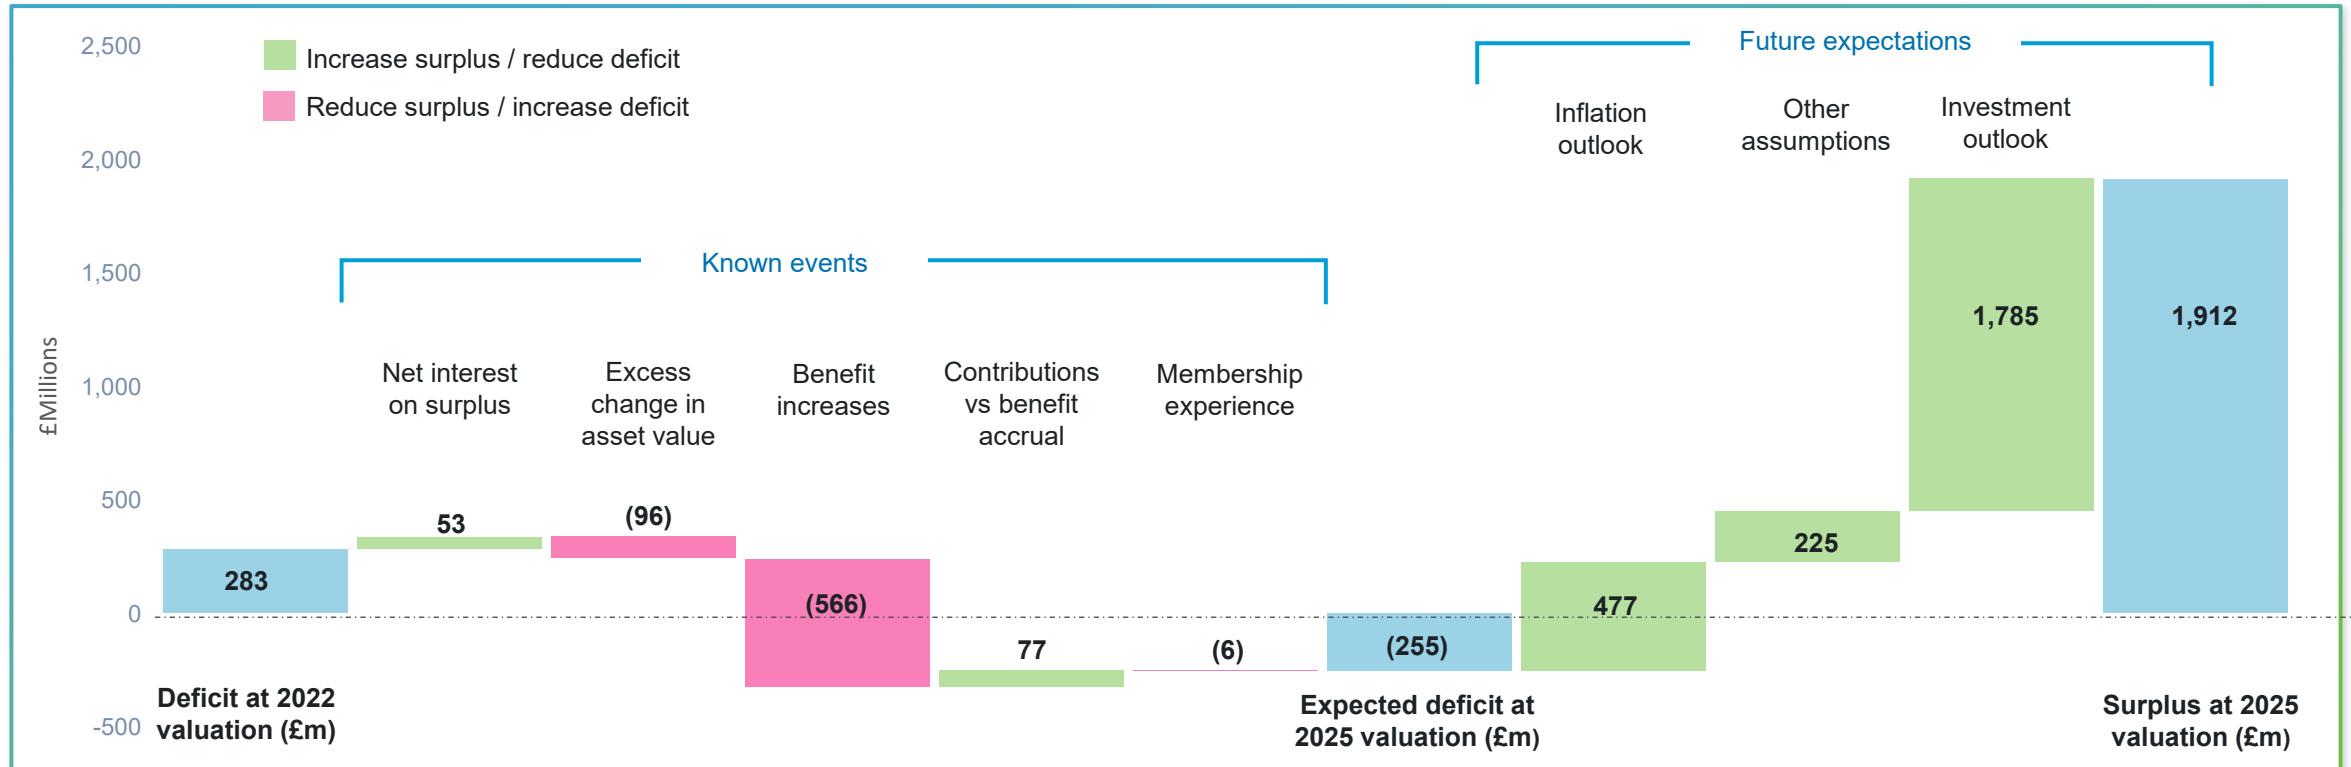 2,500
2,000
1,500
1,000
500
0
-500
£Millions
Increase surplus / reduce deficit
Reduce surplus / increase deficit
Known events
Future expectations
Net interest
on surplus
Excess
change in
asset value
Benefit
increases
Contributions
vs benefit
accrual
Membership
experience
Inflation
outlook
Other
assumptions
Investment
outlook
283
53
(96)
(566)
77
(6)
(255)
477
225
1,785
1,912
Deficit at 2022
valuation (£m)
Expected deficit at
2025 valuation (£m)
Surplus at 2025
valuation (£m)